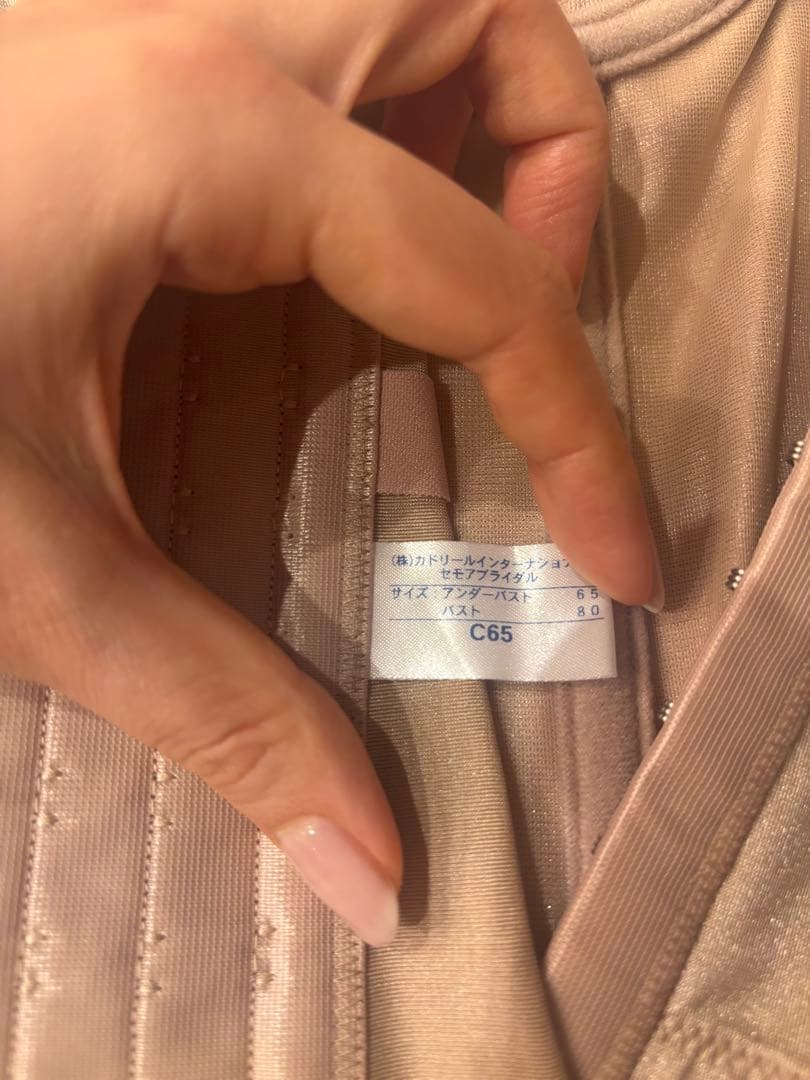 (株)カドリールインターナショ
セモアブライダル
サイズ:アンダーバスト 65
バスト 80
C65